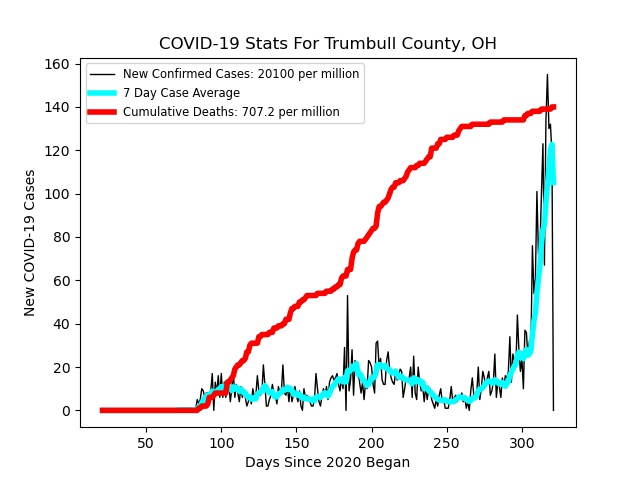 COVID-19 Stats For Trumbull County, OH
New Confirmed Cases: 20100 per million
7 Day Case Average
Cumulative Deaths: 707.2 per million
New COVID-19 Cases
160
140
120
100
80
60
40
20
0
50 100 150 200 250 300
Days Since 2020 Began